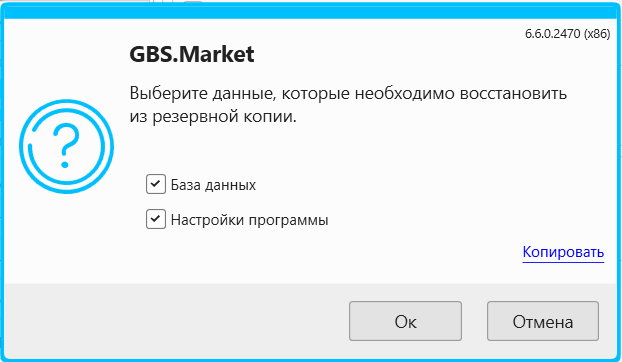 6.6.0.2470 (x86)
GBS.Market
Выберите данные, которые необходимо восстановить
из резервной копии.
База данных
Настройки программы
Копировать
Ок
Отмена